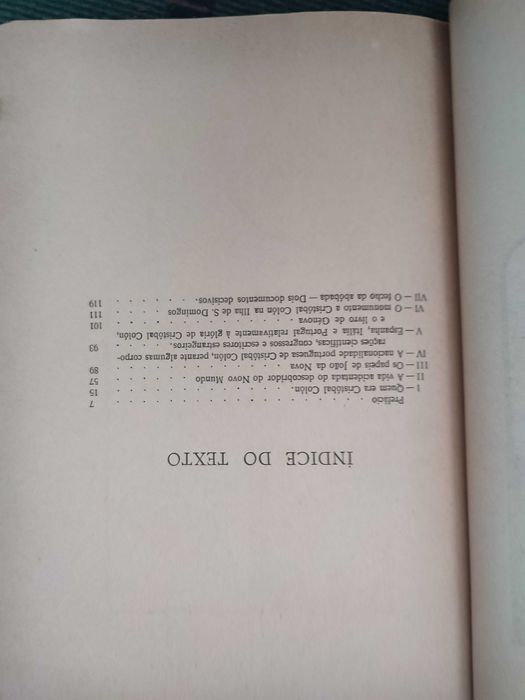 ÍNDICE DO TEXTO
Prefácio . . . . . . . . . . . . . . . 7
I — Quem era Cristóbal Colón. . . . . . . . 15
II — A vida acidentada do descobridor do Novo Mundo . . . 57
III — Os papeis de João da Nova . . . . . . . . 89
IV — A nacionalidade portuguesa de Cristóbal Colón, perante algumas corpo-
rações científicas, congressos e escritores estrangeiros. . . . . 93
V — Espanha, Itália e Portugal relativamente à glória de Cristóbal Colón,
e o livro de Génova . . . . . . . . . . 101
VI — O monumento a Cristóbal Colón na Ilha de S. Domingos . . . 111
VII — O fecho da abóbada — Dois documentos decisivos. . . . . . 119